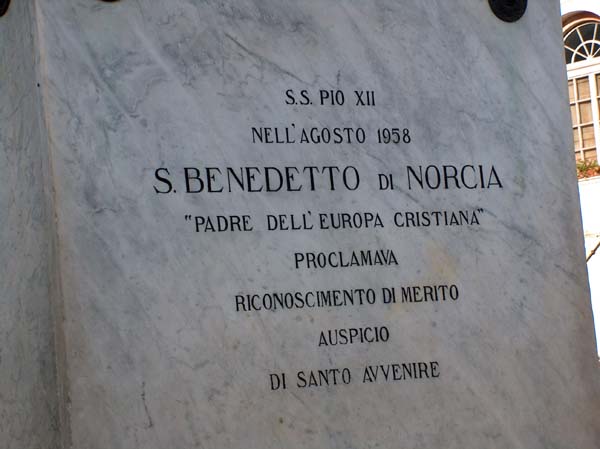 S.S. PIO XII
NELL'AGOSTO 1958
S. BENEDETTO DI NORCIA
"PADRE DELL'EUROPA CRISTIANA"
PROCLAMAVA
RICONOSCIMENTO DI MERITO
AUSPICIO
DI SANTO AVVENIRE